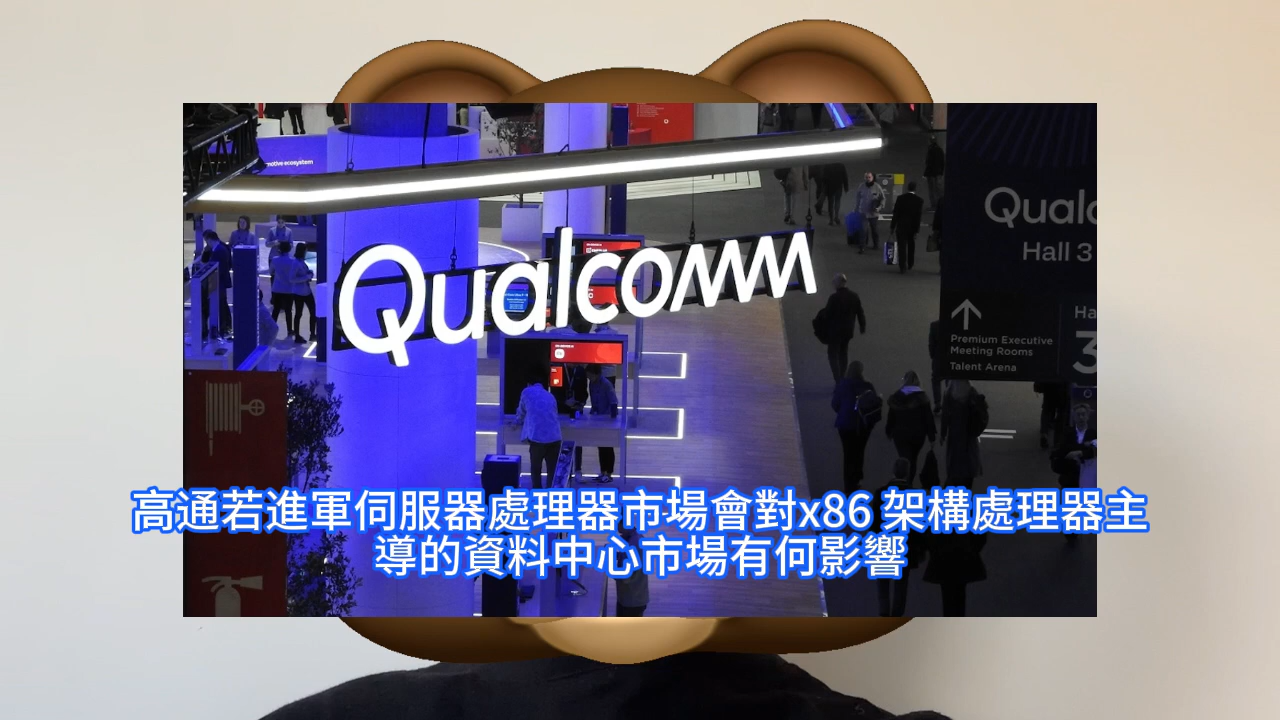 Qualcomm
Qualc
Hall 3
Premium Executive
Meeting Rooms
Talent Arena
Ha
3
高通若進軍伺服器處理器市場會對x86 架構處理器主
導的資料中心市場有何影響